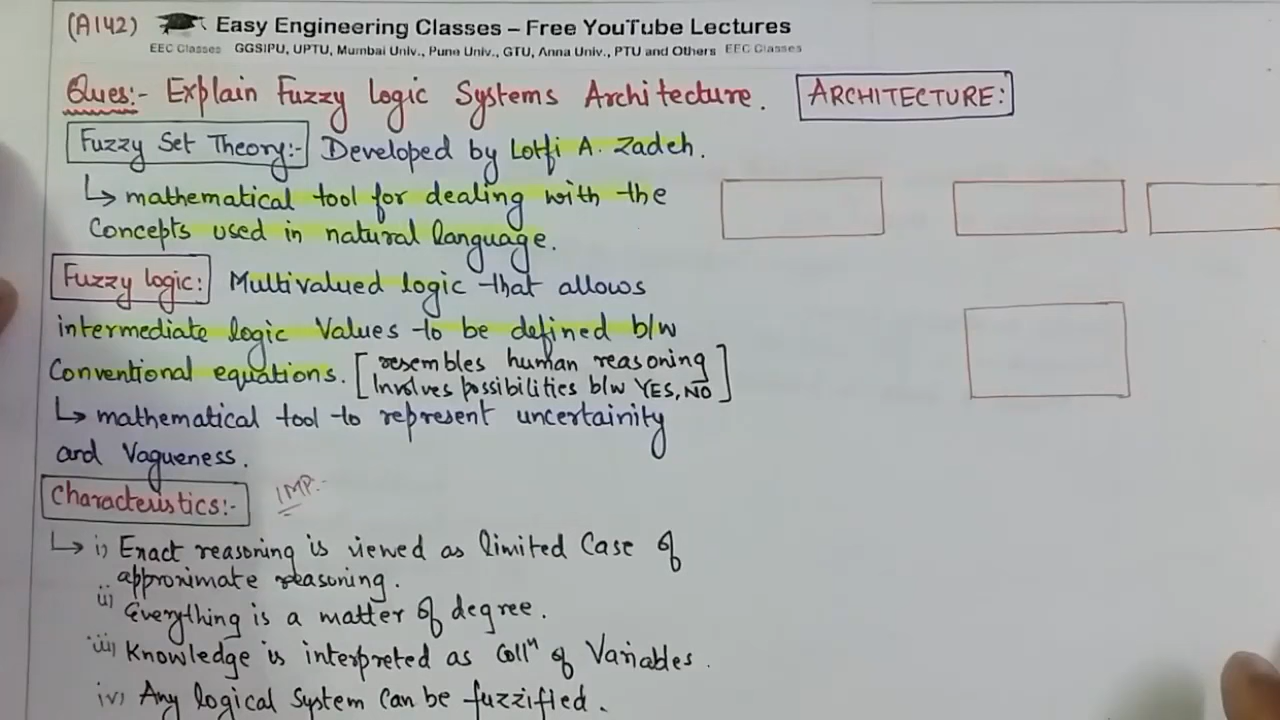 (A142) Easy Engineering Classes – Free YouTube Lectures
EEC Classes GGSIPU, UPTU, Mumbai Univ., Pune Univ., GTU, Anna Univ., PTU and Others EEC Classes
Ques:- Explain Fuzzy Logic Systems Architecture.
ARCHITECTURE:
Fuzzy Set Theory:- Developed by Lotfi A. Zadeh.
↳ mathematical tool for dealing with the
Concepts used in natural language.
Fuzzy logic: Multivalued logic that allows
intermediate logic Values to be defined b/w
Conventional equations. [resembles human reasoning
Involves possibilities b/w YES, NO]
↳ mathematical tool to represent uncertainity
and Vagueness.
Characteristics:- IMP:-
↳ i) Exact reasoning is viewed as limited Case of
approximate reasoning.
ii) Everything is a matter of degree.
iii) Knowledge is interpreted as Collⁿ of Variables.
iv) Any logical System Can be fuzzified.